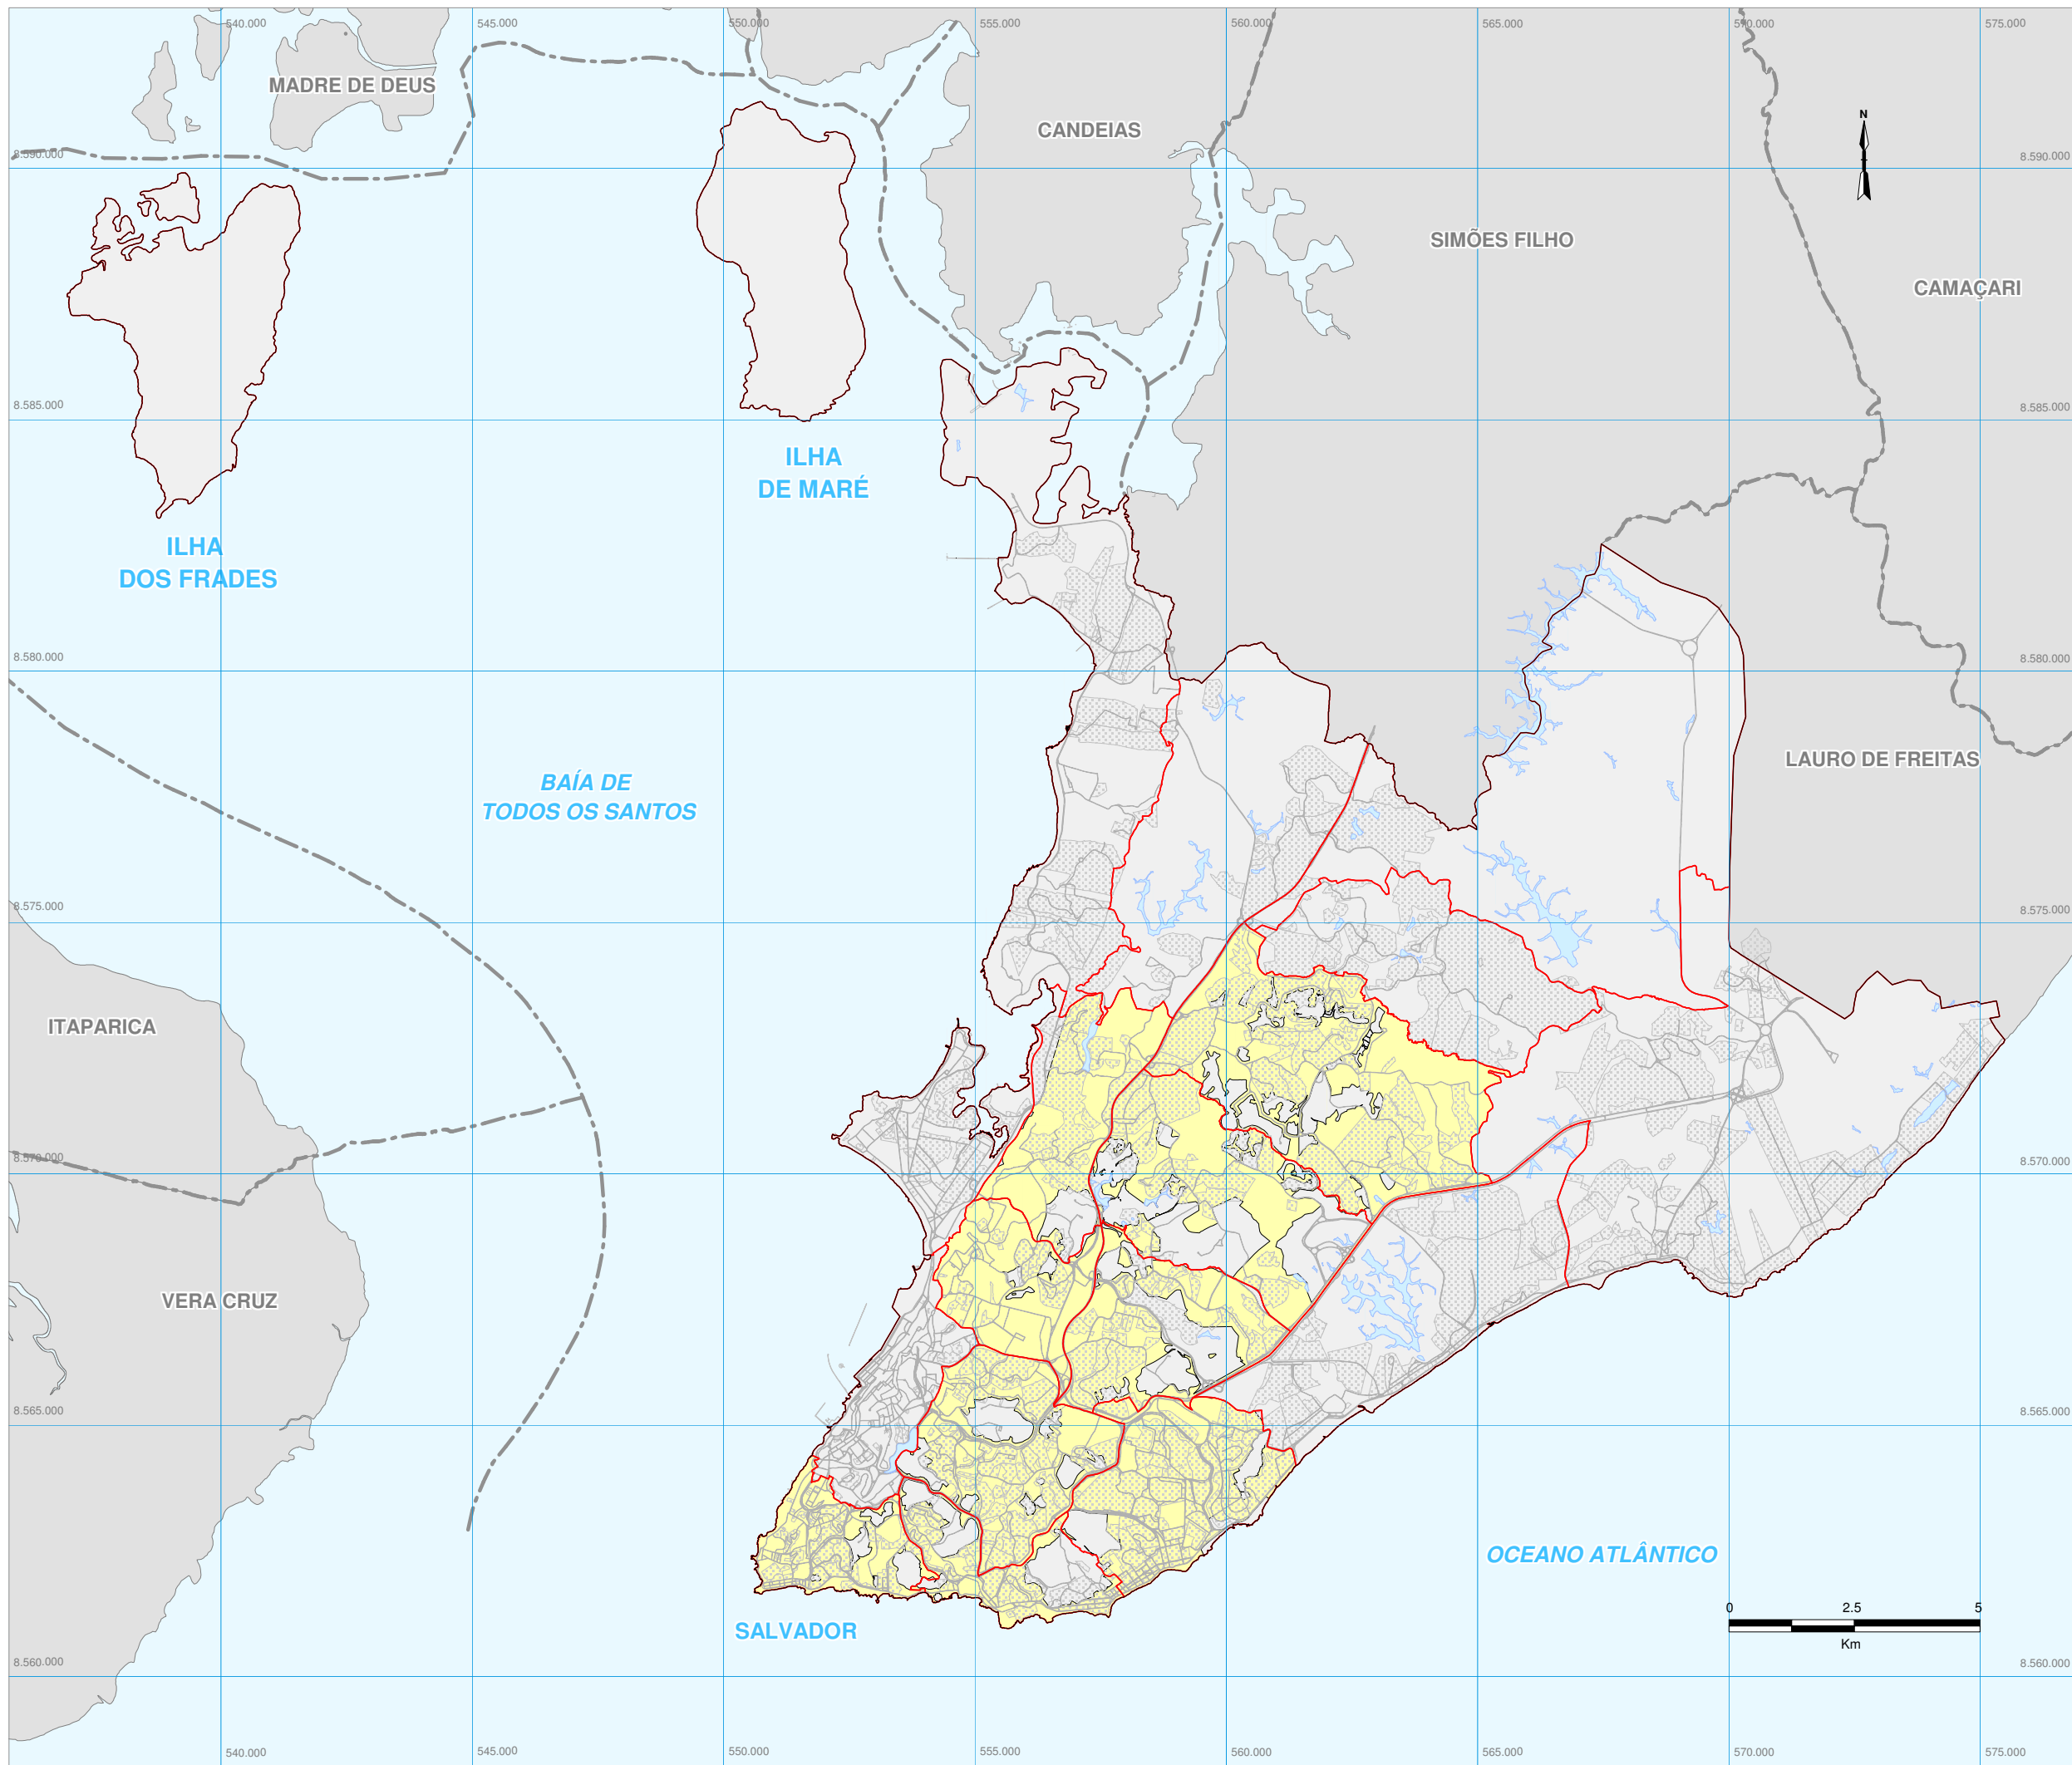 540.000
545.000
550.000
555.000
560.000
565.000
570.000
575.000
MADRE DE DEUS
N
CANDEIAS
8.590.000
8.590.000
SIMÕES FILHO
CAMAÇARI
8.585.000
8.585.000
ILHA
DE MARÉ
ILHA
DOS FRADES
8.580.000
8.580.000
LAURO DE FREITAS
BAÍA DE
TODOS OS SANTOS
8.575.000
8.575.000
ITAPARICA
8.570.000
8.570.000
VERA CRUZ
8.565.000
8.565.000
OCEANO ATLÂNTICO
0
2.5
5
Km
SALVADOR
8.560.000
8.560.000
540.000
545.000
550.000
555.000
560.000
565.000
570.000
575.000